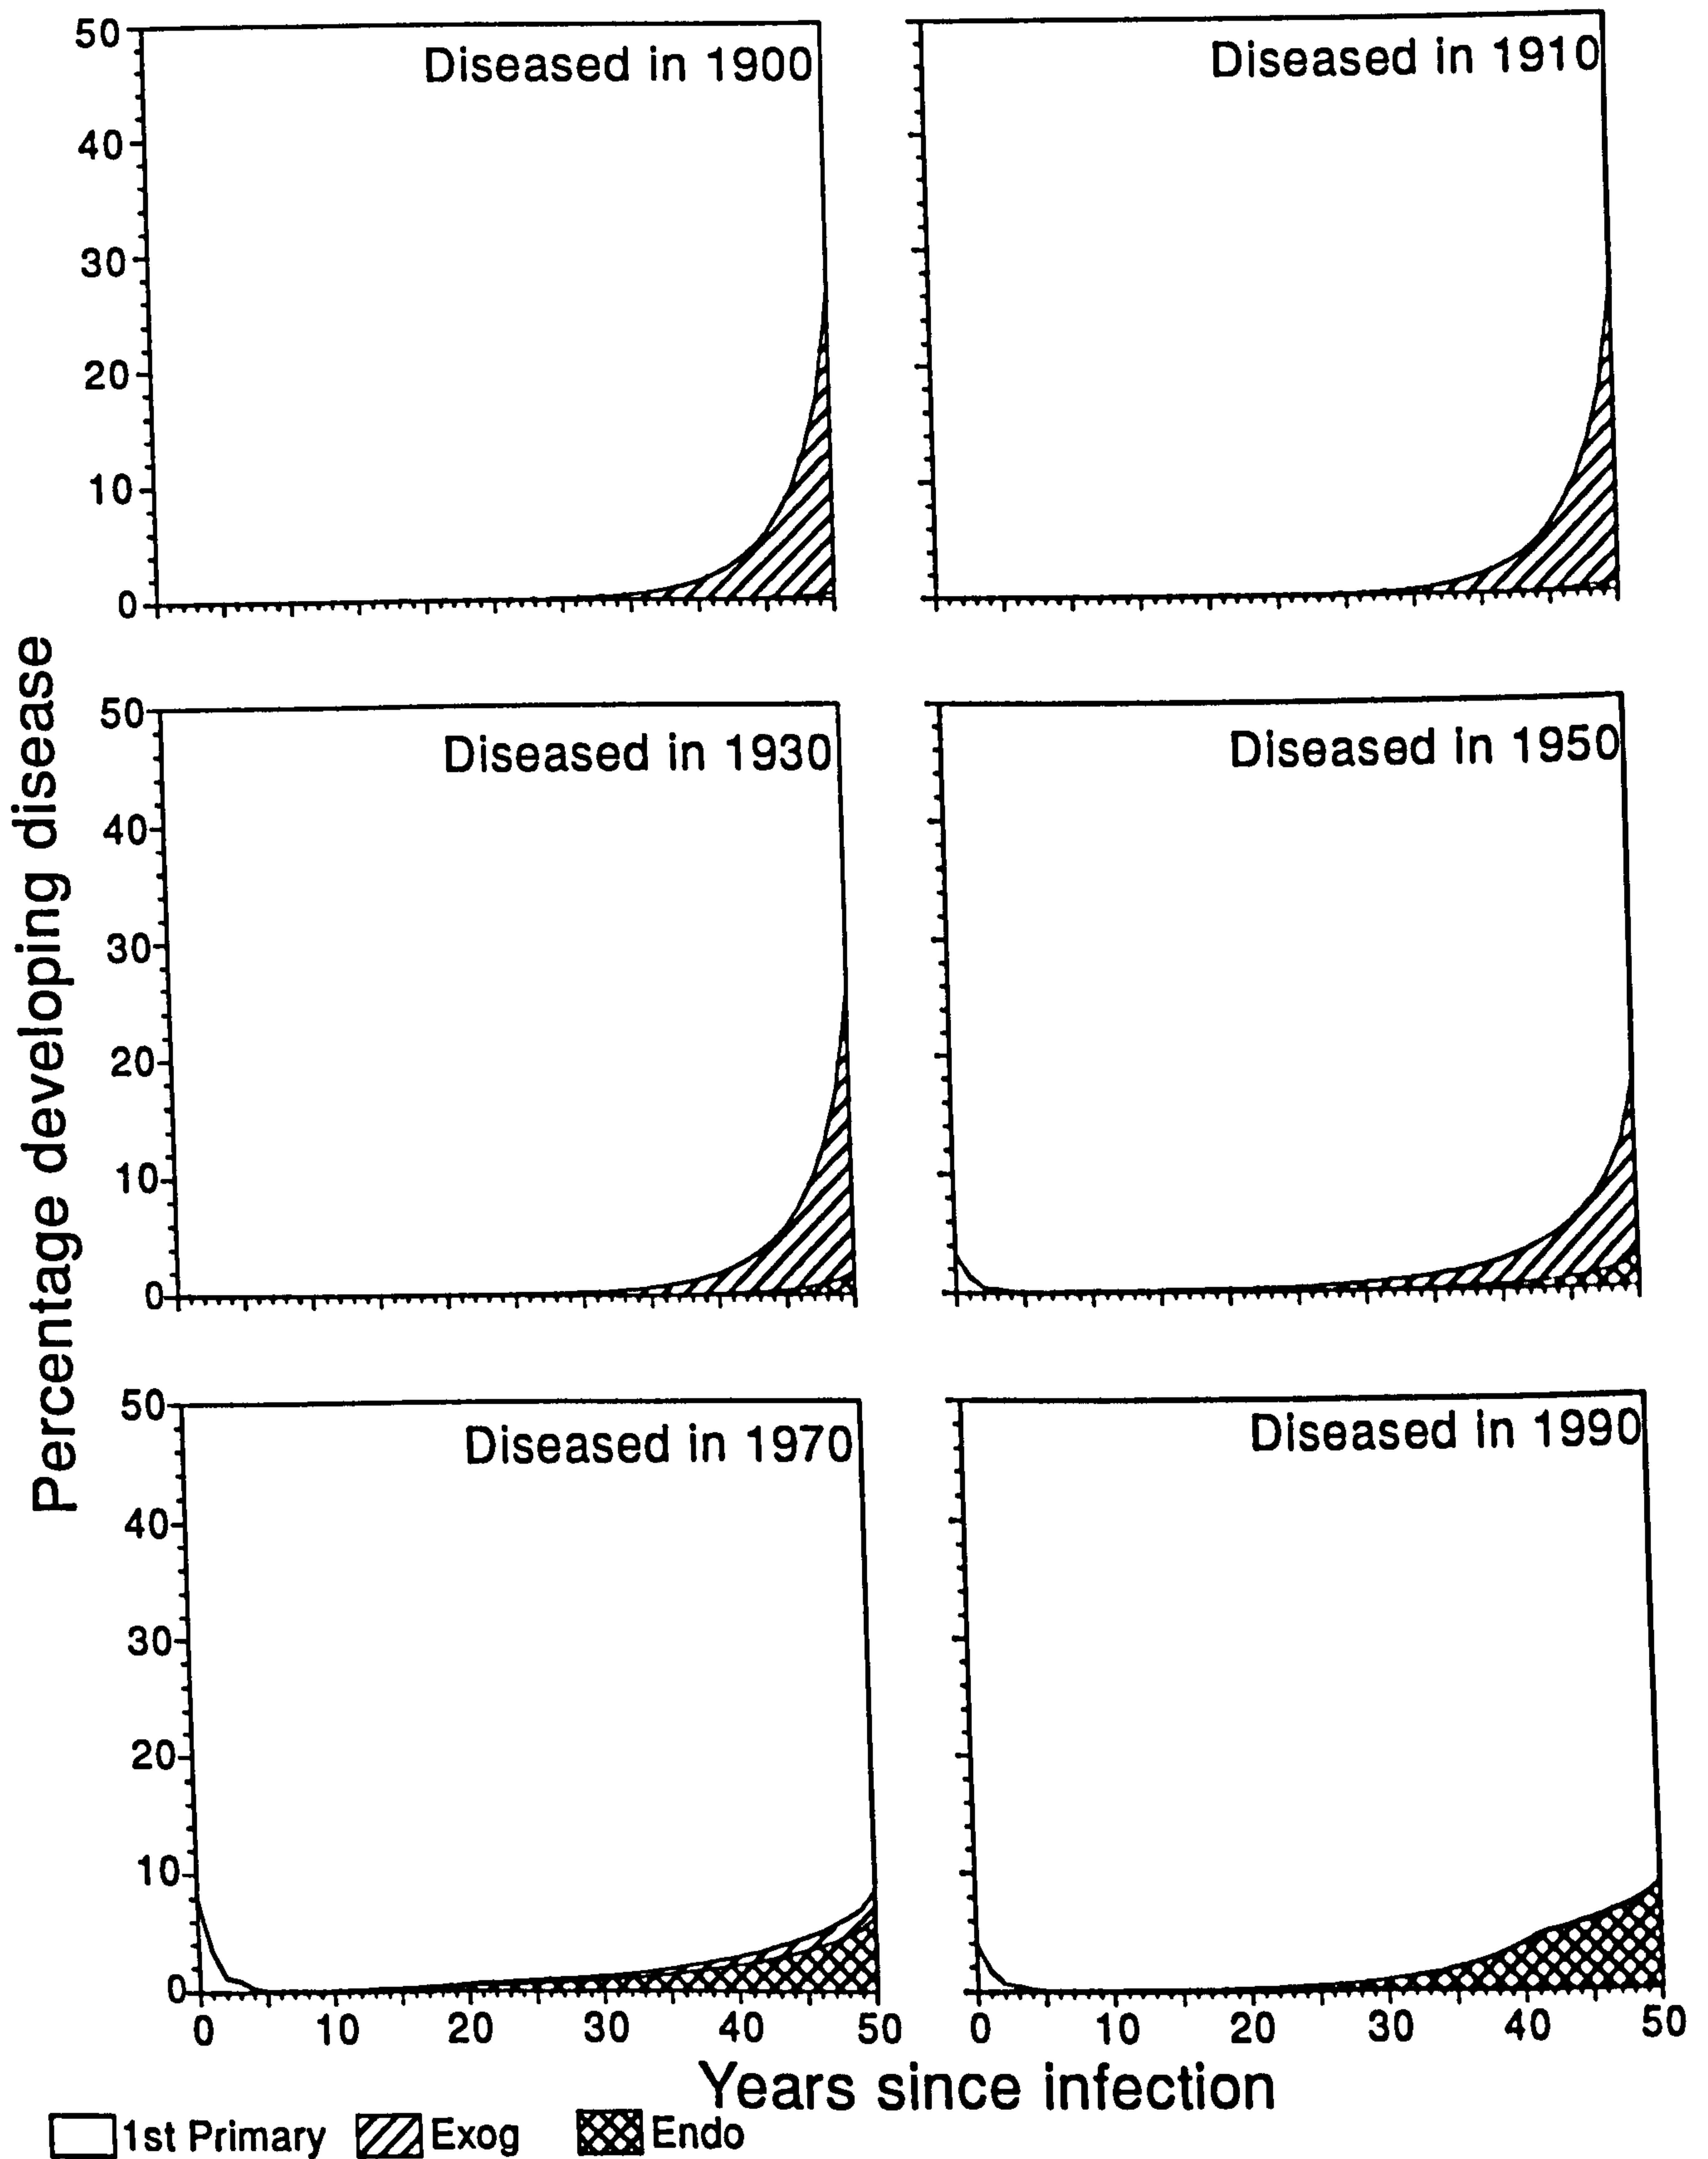 Percentage developing disease
Diseased in 1900
50
40
30
20
10
0
Diseased in 1910
Diseased in 1930
50
40
30
20
10
0
Diseased in 1950
Diseased in 1970
50
40
30
20
10
0
0 10 20 30 40 50
Diseased in 1990
0 10 20 30 40 50
Years since infection
1st Primary Exog Endo